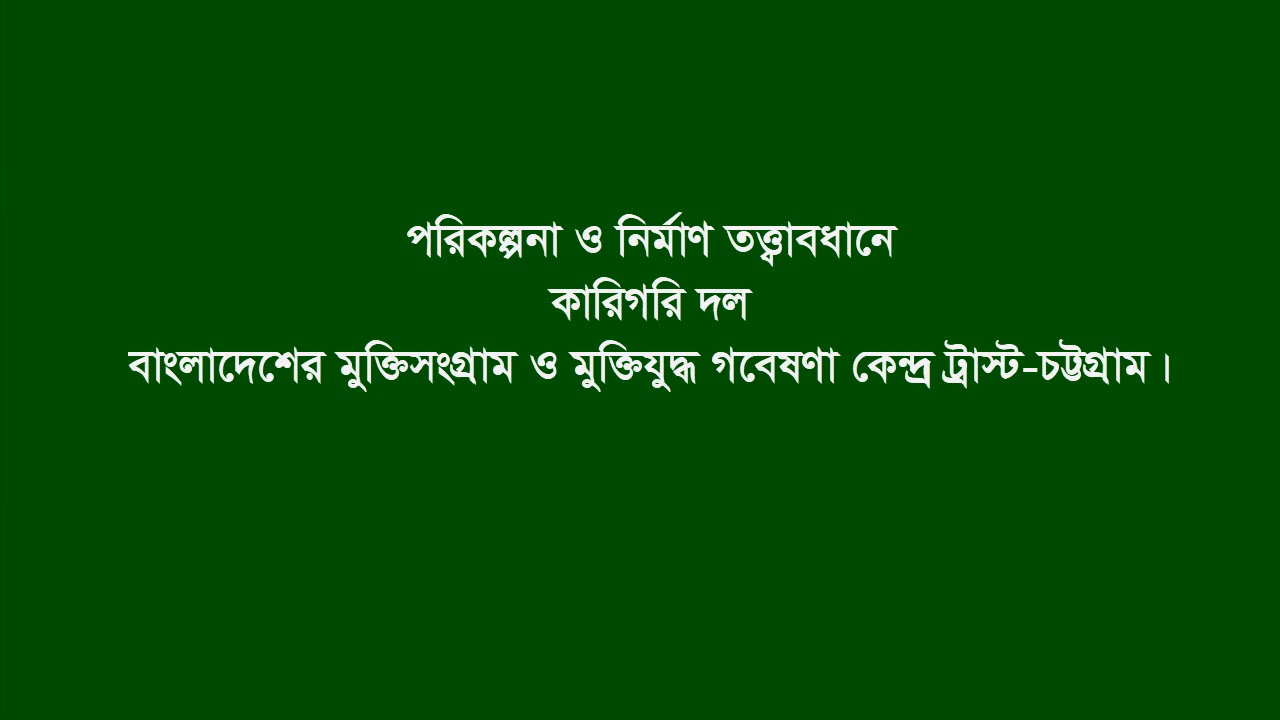 পরিকল্পনা ও নির্মাণ তত্ত্বাবধানে
কারিগরি দল
বাংলাদেশের মুক্তিসংগ্রাম ও মুক্তিযুদ্ধ গবেষণা কেন্দ্র ট্রাস্ট-চট্টগ্রাম।